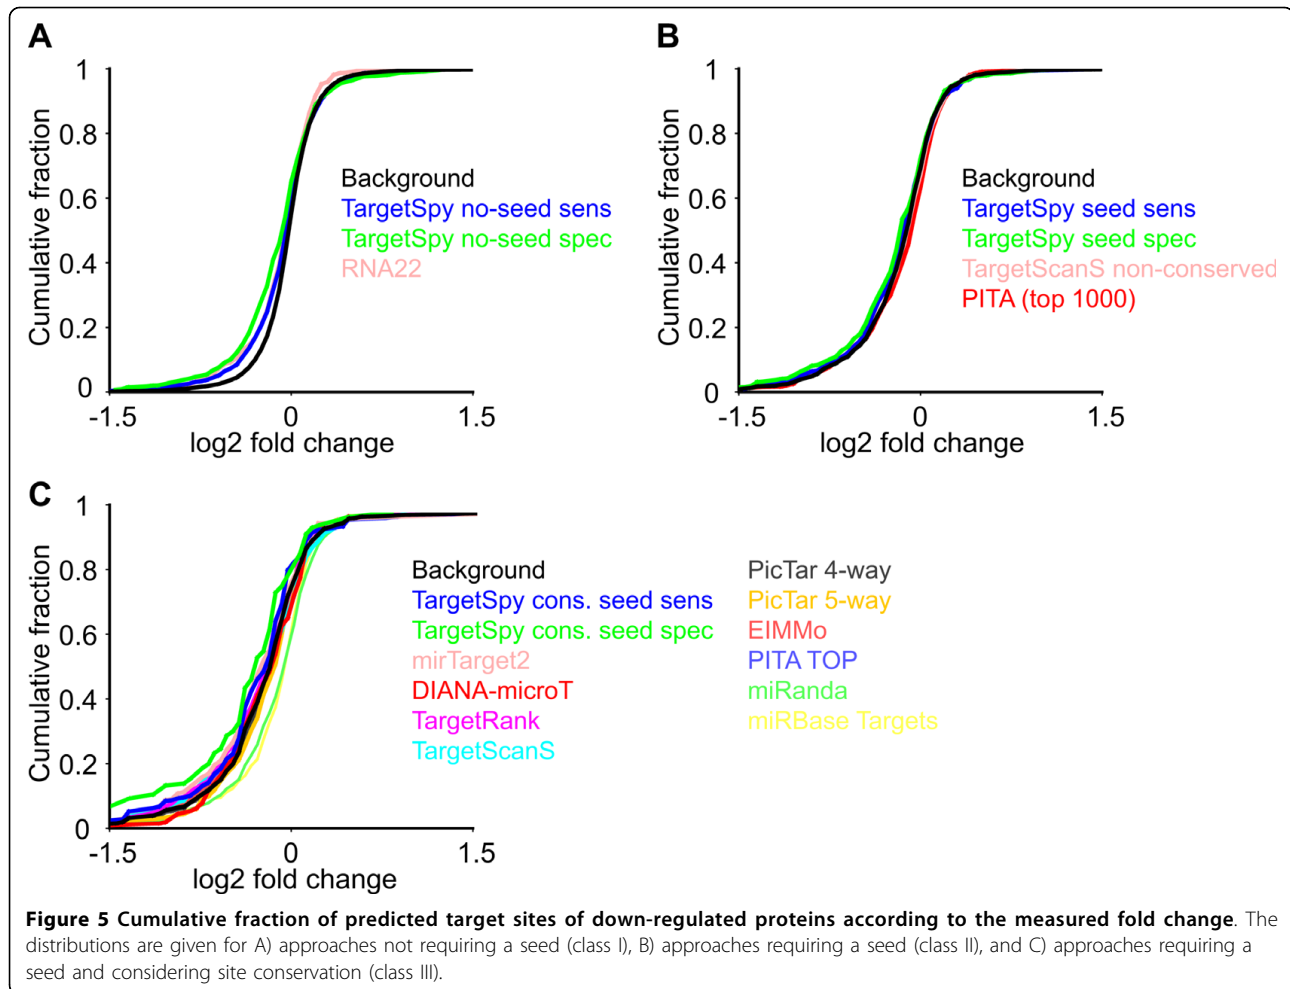 A
Cumulative fraction
1
0.8
0.6
0.4
0.2
0
-1.5
0
1.5
log2 fold change
Background
TargetSpy no-seed sens
TargetSpy no-seed spec
RNA22
B
Cumulative fraction
1
0.8
0.6
0.4
0.2
0
-1.5
0
1.5
log2 fold change
Background
TargetSpy seed sens
TargetSpy seed spec
TargetScanS non-conserved
PITA (top 1000)
C
Cumulative fraction
1
0.8
0.6
0.4
0.2
0
-1.5
0
1.5
log2 fold change
Background
TargetSpy cons. seed sens
TargetSpy cons. seed spec
mirTarget2
DIANA-microT
TargetRank
TargetScanS
PicTar 4-way
PicTar 5-way
EIMMo
PITA TOP
miRanda
miRBase Targets
Figure 5 Cumulative fraction of predicted target sites of down-regulated proteins according to the measured fold change. The
distributions are given for A) approaches not requiring a seed (class I), B) approaches requiring a seed (class II), and C) approaches requiring a
seed and considering site conservation (class III).